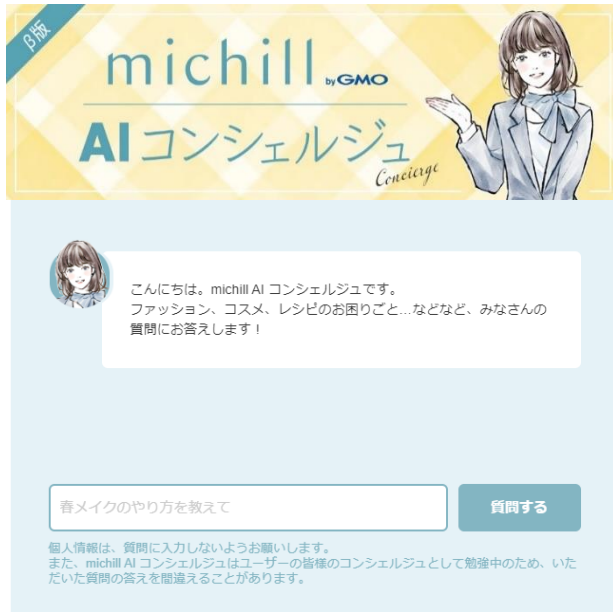 β版
michill byGMO
AIコンシェルジュ
Concierge
こんにちは。michill AI コンシェルジュです。
ファッション、コスメ、レシピのお困りごと…などなど、みなさんの
質問にお答えします！
春メイクのやり方を教えて
質問する
個人情報は、質問に入力しないようお願いします。
また、michill AI コンシェルジュはユーザーの皆様のコンシェルジュとして勉強中のため、いた
だいた質問の答えを間違えることがあります。